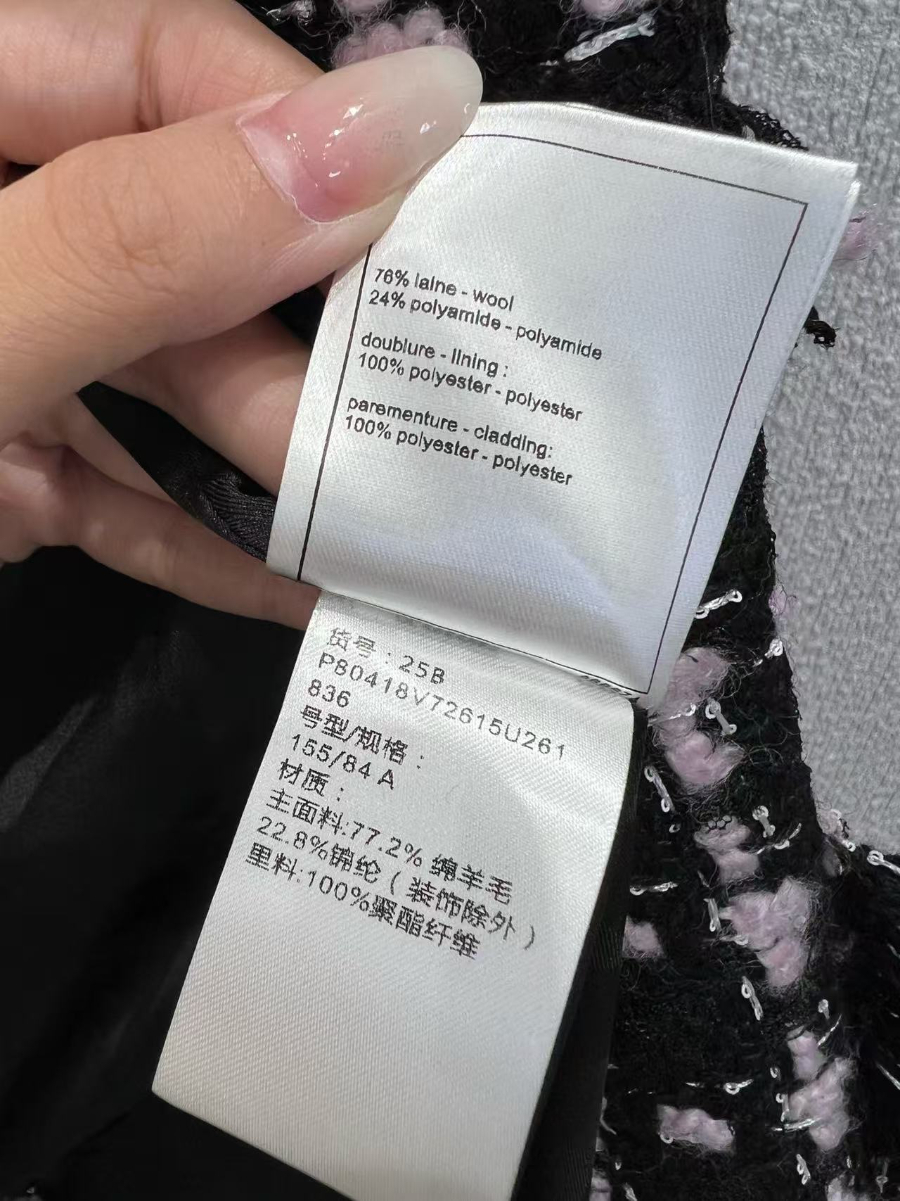 76% laine - wool
24% polyamide - polyamide
doublure - lining :
100% polyester - polyester
parementure - cladding:
100% polyester - polyester
货号：25B
P80418V72615U261
836
号型/规格：
155/84 A
材质：
主面料:77.2% 绵羊毛
22.8%锦纶（装饰除外）
里料:100%聚酯纤维